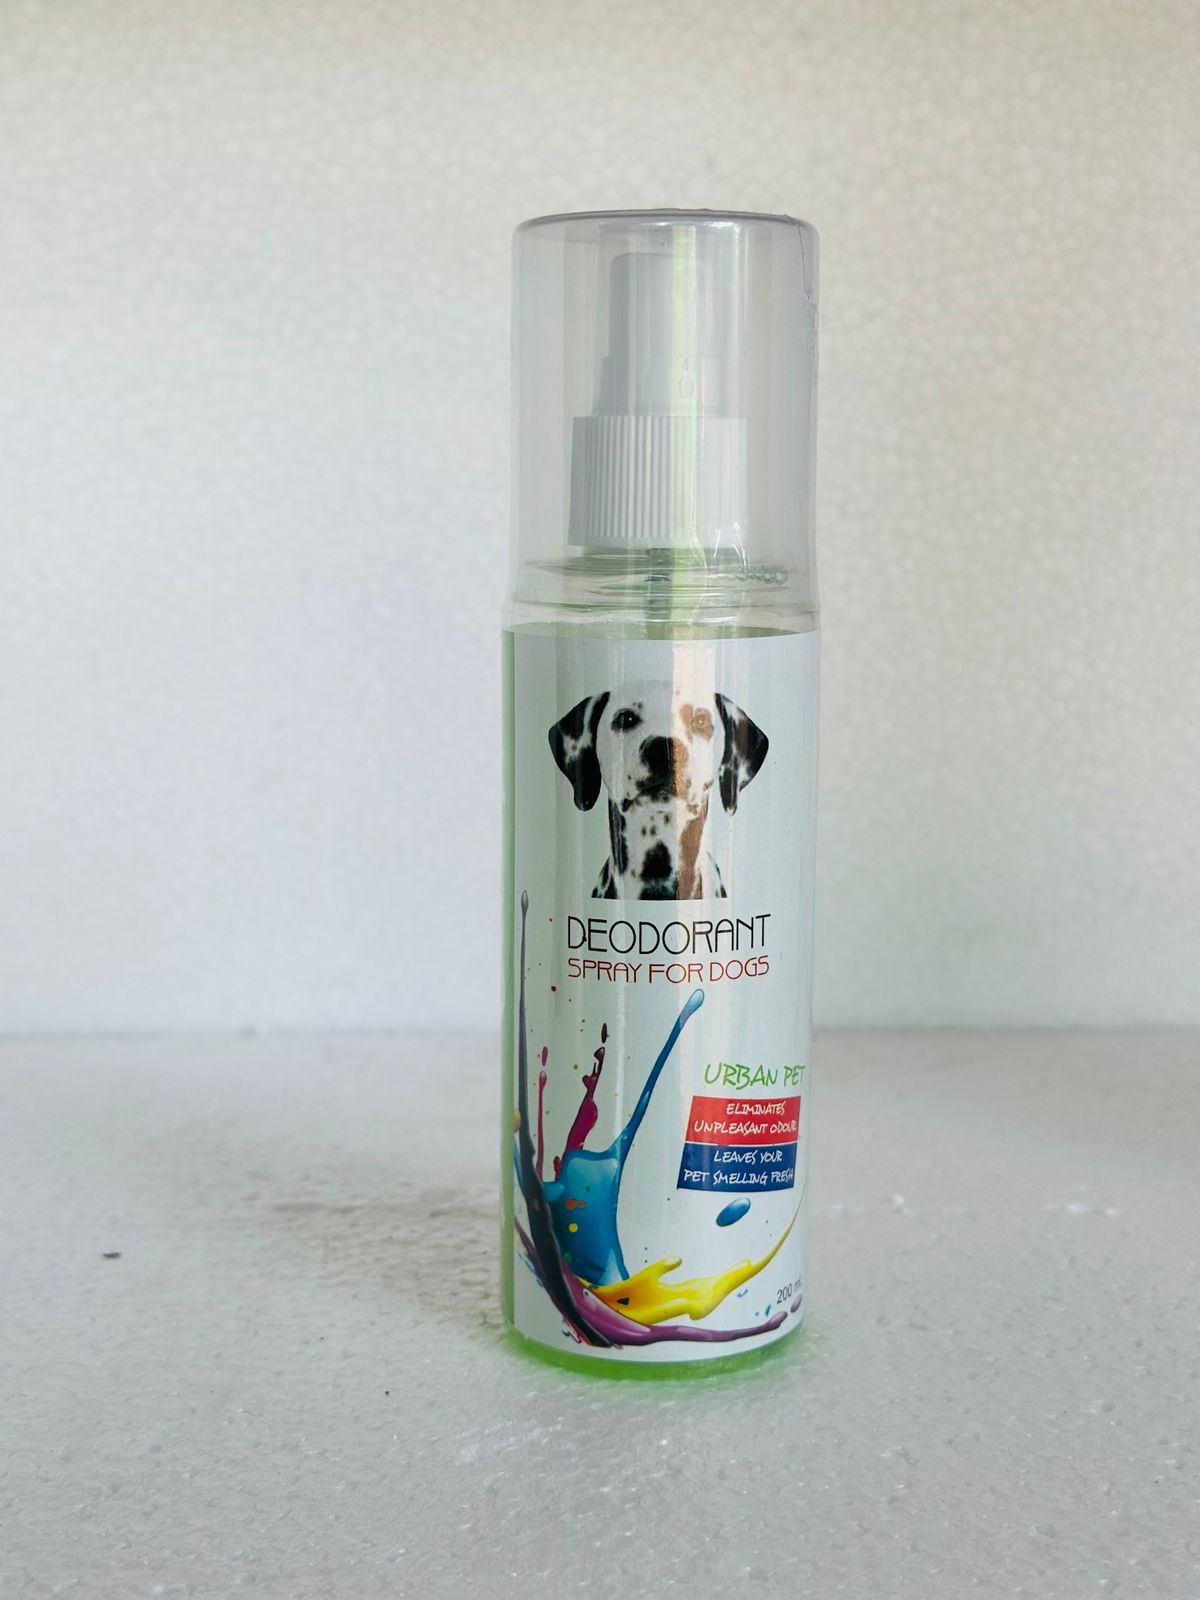 DEODORANT
SPRAY FOR DOGS
URBAN PET
ELIMINATES
UNPLEASANT ODOUR
LEAVES YOUR
PET SMELLING FRESH
200 ml